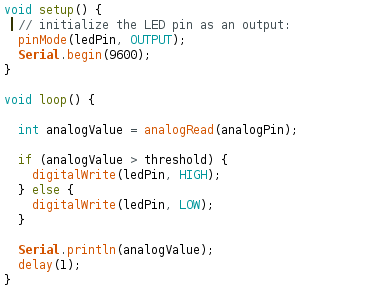 void setup() {
  // initialize the LED pin as an output:
  pinMode(ledPin, OUTPUT);
  Serial.begin(9600);
}

void loop() {

  int analogValue = analogRead(analogPin);

  if (analogValue > threshold) {
    digitalWrite(ledPin, HIGH);
  } else {
    digitalWrite(ledPin, LOW);
  }

  Serial.println(analogValue);
  delay(1);
}